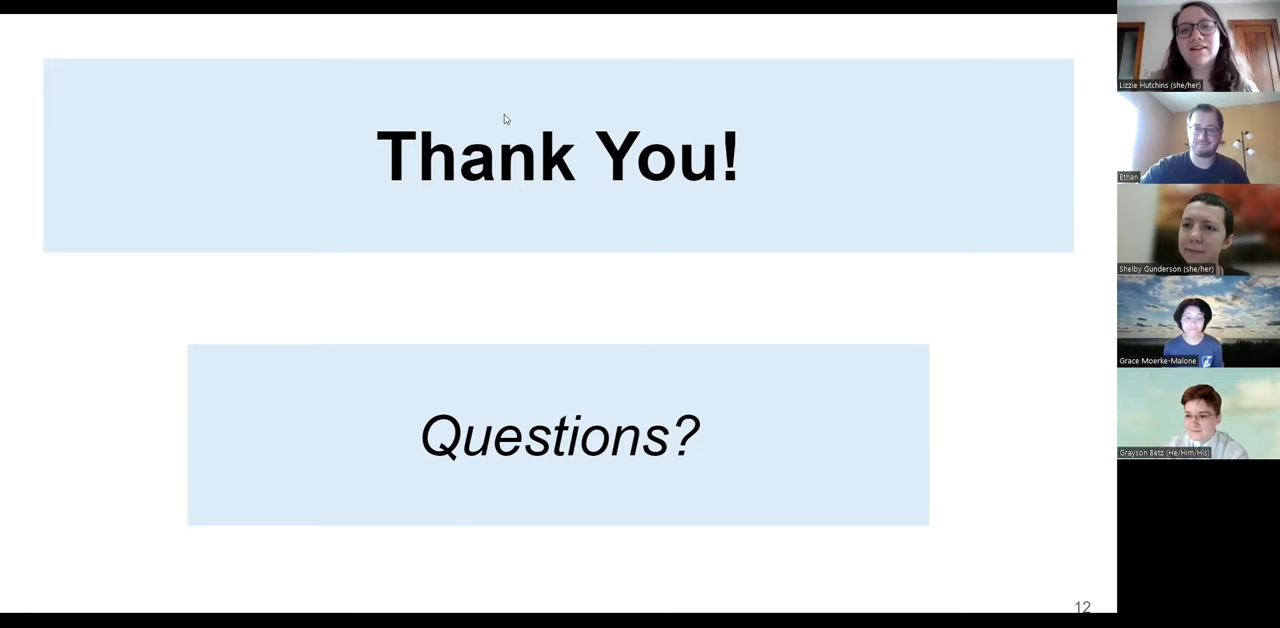 Thank You!
Questions?
12
Lizzie Hutchins (she/her)
Ethan
Shelby Gunderson (she/her)
Grace Moerke-Malone
Grayson Betz (He/Him/His)